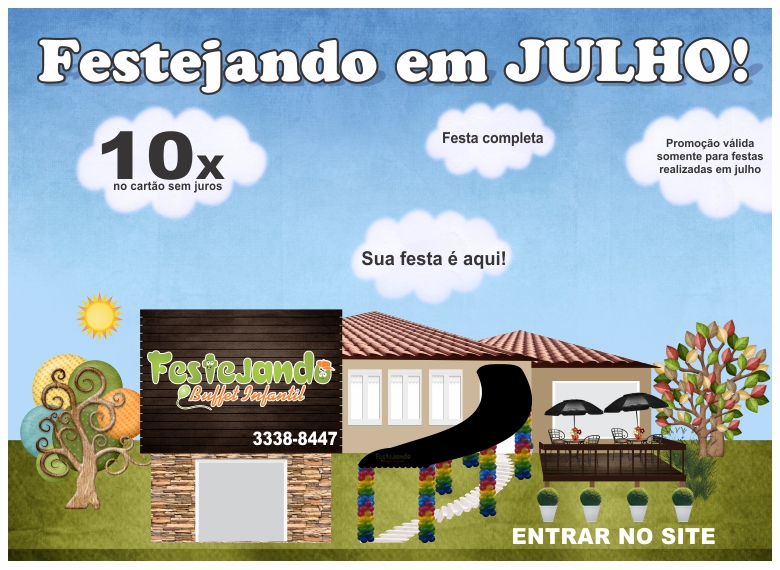 Festejando em JULHO!
10x
no cartão sem juros
Festa completa
Promoção válida
somente para festas
realizadas em julho
Sua festa é aqui!
Festejando
Buffet Infantil
3338-8447
Festejando
ENTRAR NO SITE